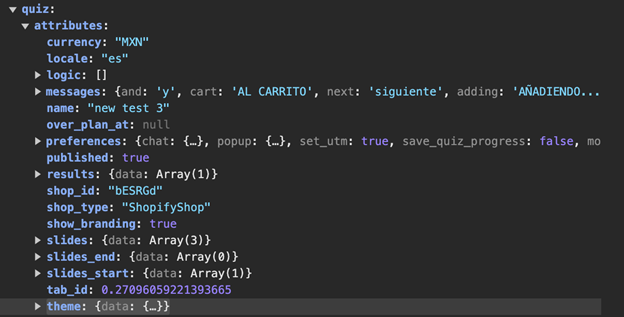 quiz:
attributes:
currency: "MXN"
locale: "es"
logic: []
messages: {and: 'y', cart: 'AL CARRITO', next: 'siguiente', adding: 'AÑADIENDO...
name: "new test 3"
over_plan_at: null
preferences: {chat: {…}, popup: {…}, set_utm: true, save_quiz_progress: false, mo
published: true
results: {data: Array(1)}
shop_id: "bESRGd"
shop_type: "ShopifyShop"
show_branding: true
slides: {data: Array(3)}
slides_end: {data: Array(0)}
slides_start: {data: Array(1)}
tab_id: 0.27096059221393665
theme: {data: {…}}